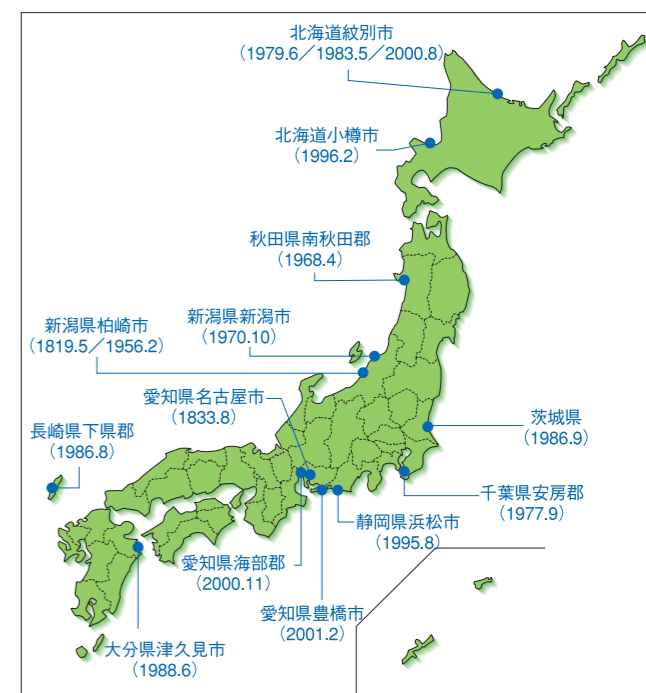 北海道紋別市
（1979.6／1983.5／2000.8）
北海道小樽市
（1996.2）
秋田県南秋田郡
（1968.4）
新潟県新潟市
（1970.10）
新潟県柏崎市
（1819.5／1956.2）
愛知県名古屋市
（1833.8）
茨城県
（1986.9）
長崎県下県郡
（1986.8）
千葉県安房郡
（1977.9）
静岡県浜松市
（1995.8）
愛知県海部郡
（2000.11）
愛知県豊橋市
（2001.2）
大分県津久見市
（1988.6）